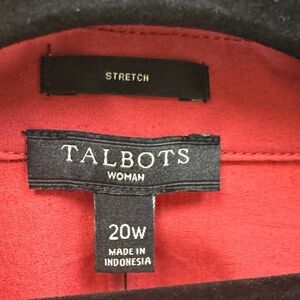 STRETCH
TALBOTS
WOMAN
20W
MADE IN
INDONESIA